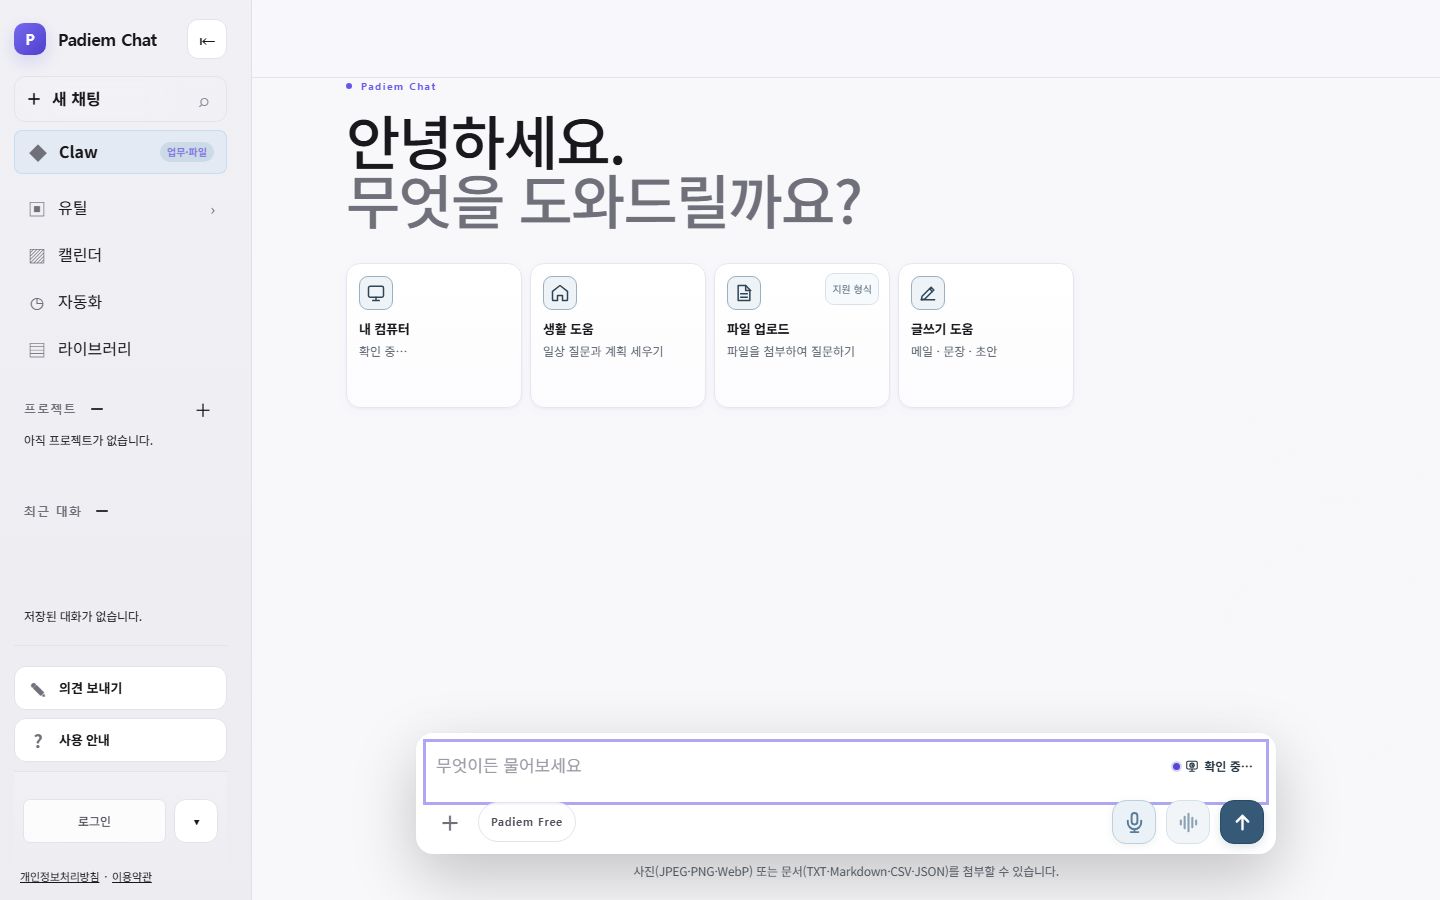 P Padiem Chat
+ 새 채팅
Claw 업무·파일
유틸
캘린더
자동화
라이브러리
프로젝트
아직 프로젝트가 없습니다.
최근 대화
저장된 대화가 없습니다.
의견 보내기
? 사용 안내
로그인
개인정보처리방침 · 이용약관
Padiem Chat
안녕하세요.
무엇을 도와드릴까요?
내 컴퓨터
확인 중…
생활 도움
일상 질문과 계획 세우기
지원 형식
파일 업로드
파일을 첨부하여 질문하기
글쓰기 도움
메일 · 문장 · 초안
무엇이든 물어보세요
확인 중…
Padiem Free
사진(JPEG·PNG·WebP) 또는 문서(TXT·Markdown·CSV·JSON)를 첨부할 수 있습니다.